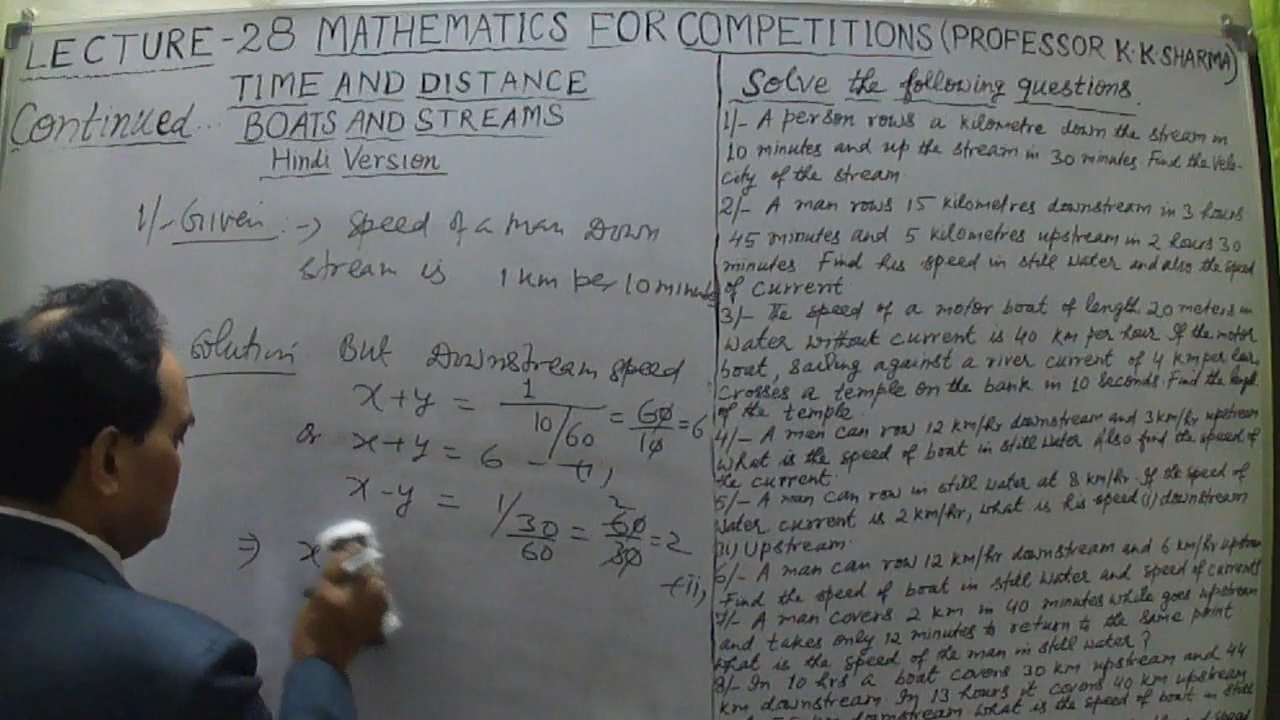 LECTURE-28 MATHEMATICS FOR COMPETITIONS (PROFESSOR K.K SHARMA)
TIME AND DISTANCE
Continued... BOATS AND STREAMS
Hindi Version
1/- Given :-> Speed of a man Down
stream is 1 km per 10 minutes
Solution But Downstream speed
x+y = 1/10/60 = 60/10 = 6
or x+y = 6 - (i)
x-y = 1/30/60 = 60/30 = 2 2
(ii)
=> x
Solve the following questions.
1/- A person rows a kilometre down the stream in
10 minutes and up the stream in 30 minutes. Find the velo-
city of the stream.
2/- A man rows 15 kilometres downstream in 3 hours
45 minutes and 5 kilometres upstream in 2 hours 30
minutes Find his speed in still water and also the speed
of current
3/- The speed of a motor boat of length 20 meters in
water without current is 40 km per hour If the motor
boat, sailing against a river current of 4 km per hour
crosses a temple on the bank in 10 seconds. Find the length
of the temple.
4/- A man can row 12 km/hr downstream and 3 km/hr upstream
What is the speed of boat in still water Also find the speed of
the current.
5/- A man can row in still water at 8 km/hr. If the speed of
water current is 2 km/hr, what is his speed (i) downstream
(ii) Upstream.
6/- A man can row 12 km/hr downstream and 6 km/hr upstream
Find the speed of boat in still water and speed of current
7/- A man covers 2 km in 40 minutes while goes upstream
and takes only 12 minutes to return to the same point
What is the speed of the man in still water?
8/- In 10 hrs a boat covers 30 km upstream and 44
km downstream. In 13 hours it covers 40 km upstream
km downstream what is the speed of boat in still